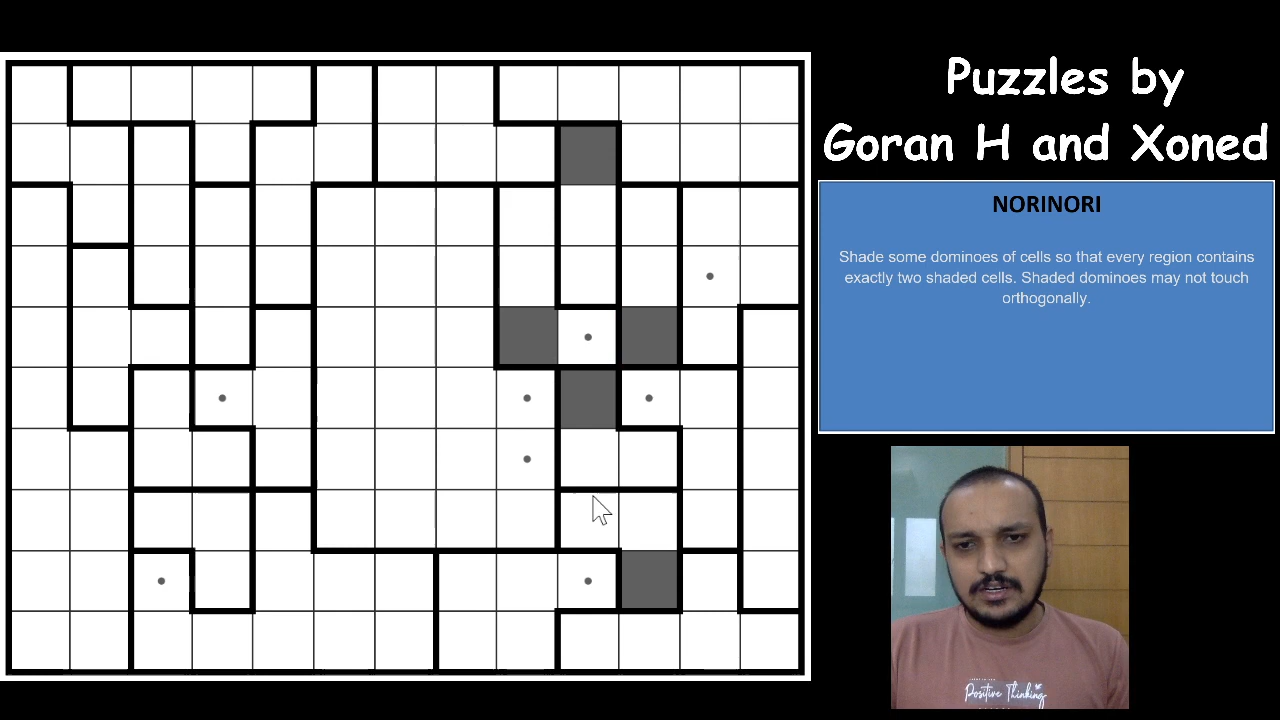 Puzzles by
Goran H and Xoned
NORINORI
Shade some dominoes of cells so that every region contains
exactly two shaded cells. Shaded dominoes may not touch
orthogonally.
Positive Thinking